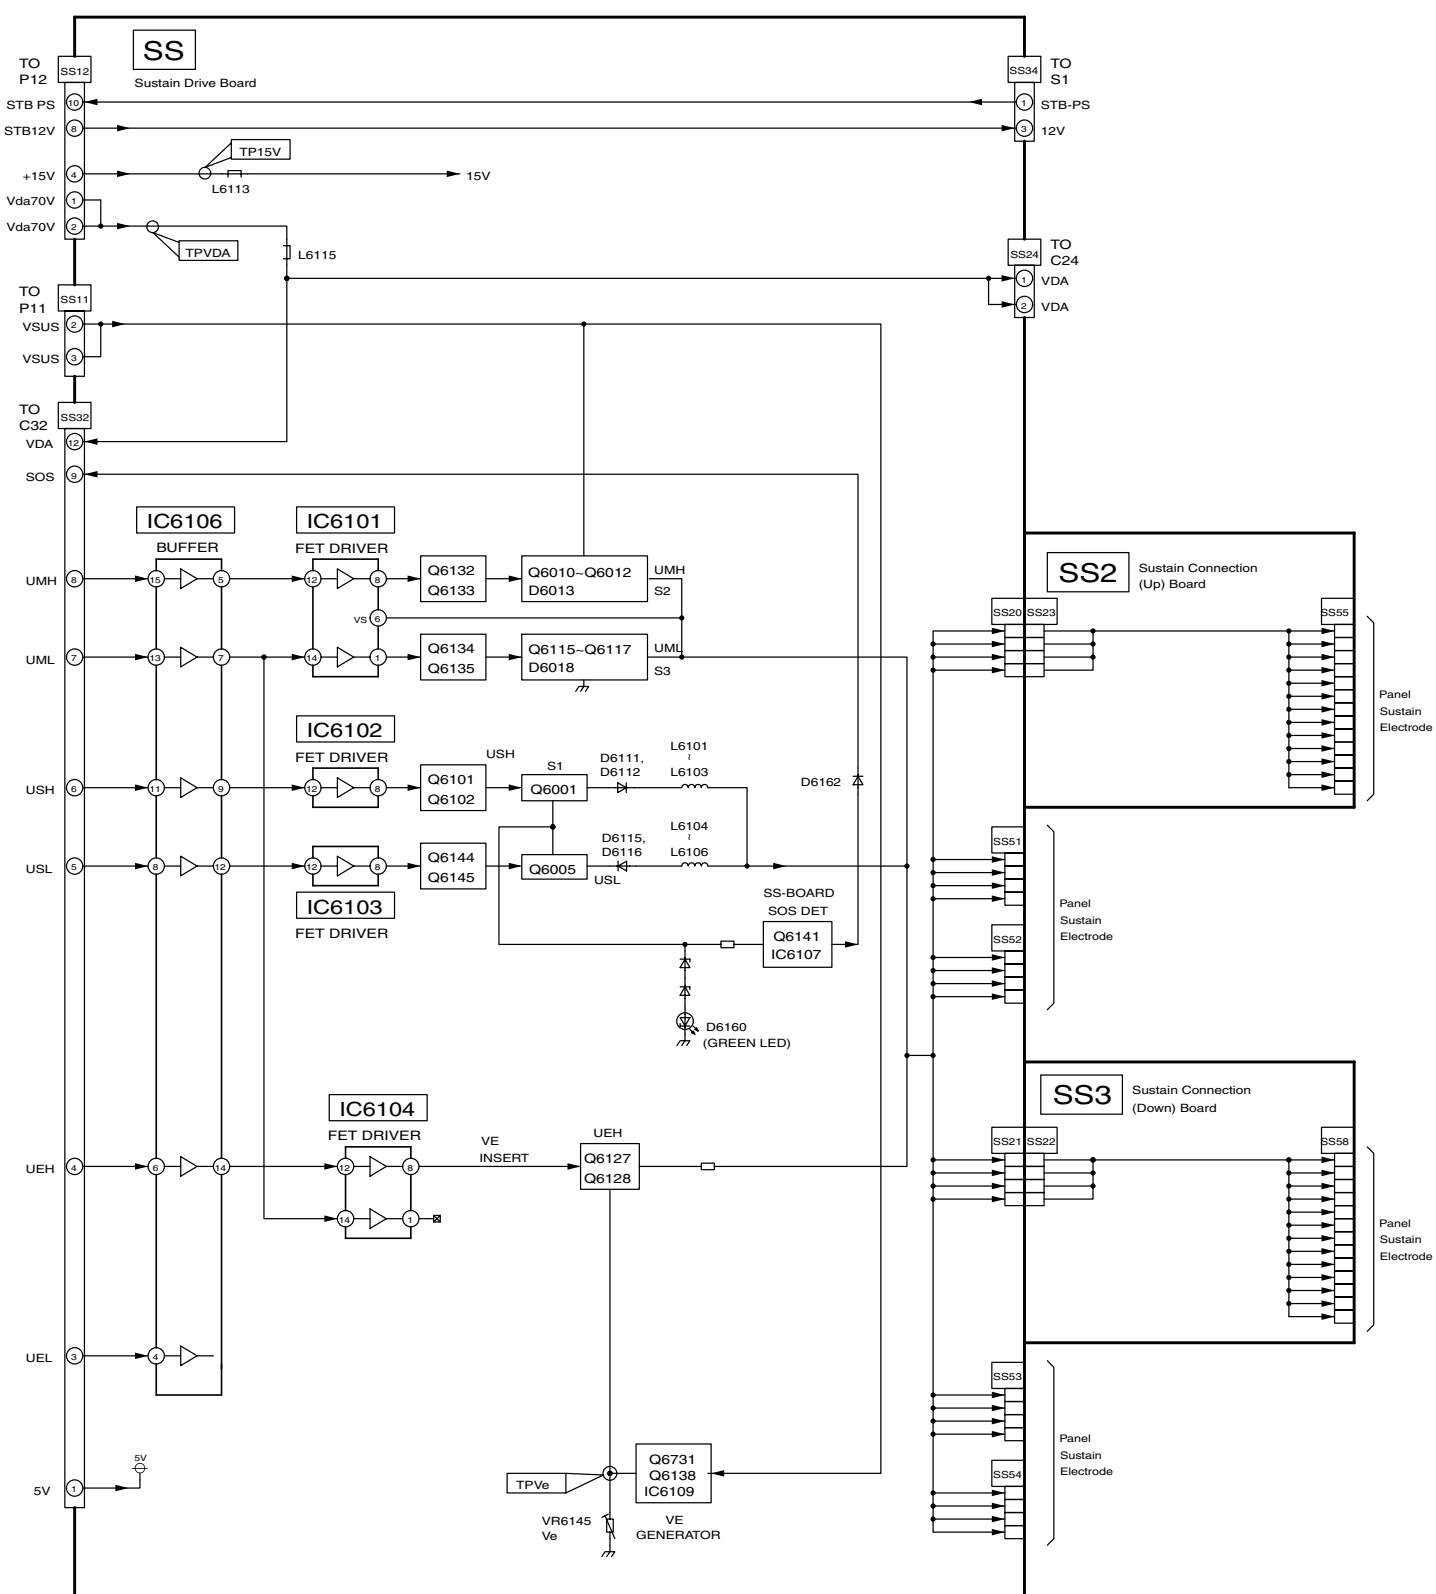 SS
Sustain Drive Board
TO
P12
SS12
STB PS
10
STB12V
8
+15V
4
Vda70V
1
Vda70V
2
TP15V
L6113
15V
TPVDA
L6115
SS34
TO
S1
1
STB-PS
3
12V
SS24
TO
C24
1
VDA
2
VDA
TO
P11
SS11
VSUS
2
VSUS
3
TO
C32
SS32
VDA
12
SOS
9
IC6106
BUFFER
IC6101
FET DRIVER
UMH
8
15
5
12
8
Q6132
Q6133
Q6010~Q6012
D6013
UMH
S2
VS
6
UML
7
13
7
14
1
Q6134
Q6135
Q6115~Q6117
D6018
UML
S3
IC6102
FET DRIVER
USH
6
11
9
12
8
Q6101
Q6102
USH
S1
Q6001
D6111,
D6112
L6101
~
L6103
D6162
USL
5
8
12
12
8
Q6144
Q6145
Q6005
D6115,
D6116
USL
L6104
~
L6106
IC6103
FET DRIVER
SS-BOARD
SOS DET
Q6141
IC6107
D6160
(GREEN LED)
IC6104
FET DRIVER
UEH
4
6
14
12
8
VE
INSERT
UEH
Q6127
Q6128
14
1
UEL
3
4
5V
1
5V
TPVe
Q6731
Q6138
IC6109
VR6145
Ve
VE
GENERATOR
SS2
Sustain Connection
(Up) Board
SS20
SS23
SS55
Panel
Sustain
Electrode
SS51
SS52
Panel
Sustain
Electrode
SS3
Sustain Connection
(Down) Board
SS21
SS22
SS58
Panel
Sustain
Electrode
SS53
SS54
Panel
Sustain
Electrode